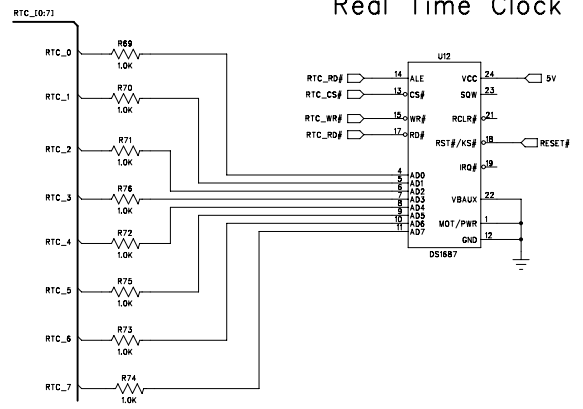 Real Time Clock
RTC_[0:7]
RTC_0
R69
1.0K
RTC_1
R70
1.0K
RTC_2
R71
1.0K
RTC_3
R76
1.0K
RTC_4
R72
1.0K
RTC_5
R75
1.0K
RTC_6
R73
1.0K
RTC_7
R74
1.0K
U12
RTC_RD# 14 ALE
RTC_CS# 13 CS#
RTC_WR# 15 WR#
RTC_RD# 17 RD#
4 AD0
5 AD1
6 AD2
7 AD3
8 AD4
9 AD5
10 AD6
11 AD7
VCC 24 5V
SQW 23
RCLR# 21
RST#/KS# 18 RESET#
IRQ# 19
VBAUX 22
MOT/PWR 1
GND 12
DS1687